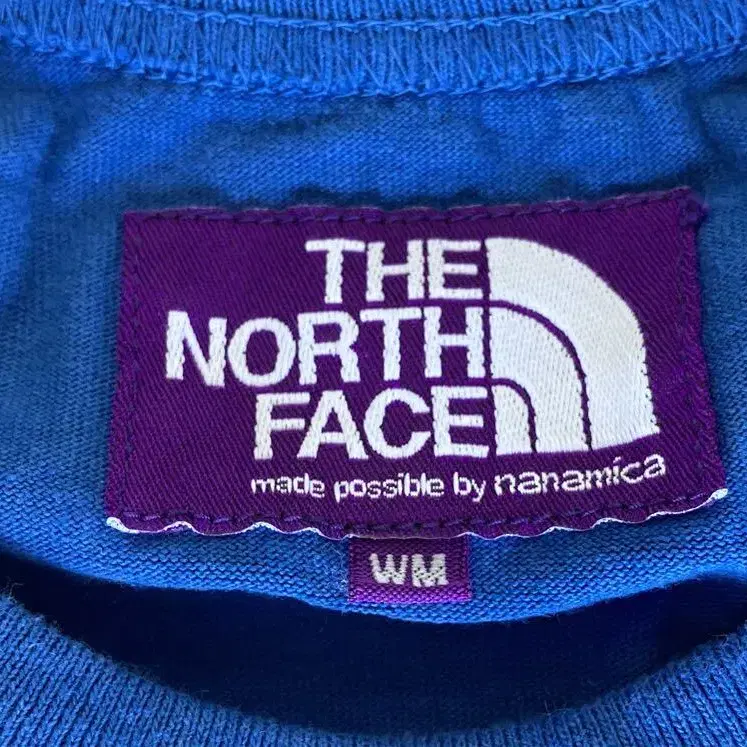 THE
NORTH
FACE
made possible by nanamica
WM